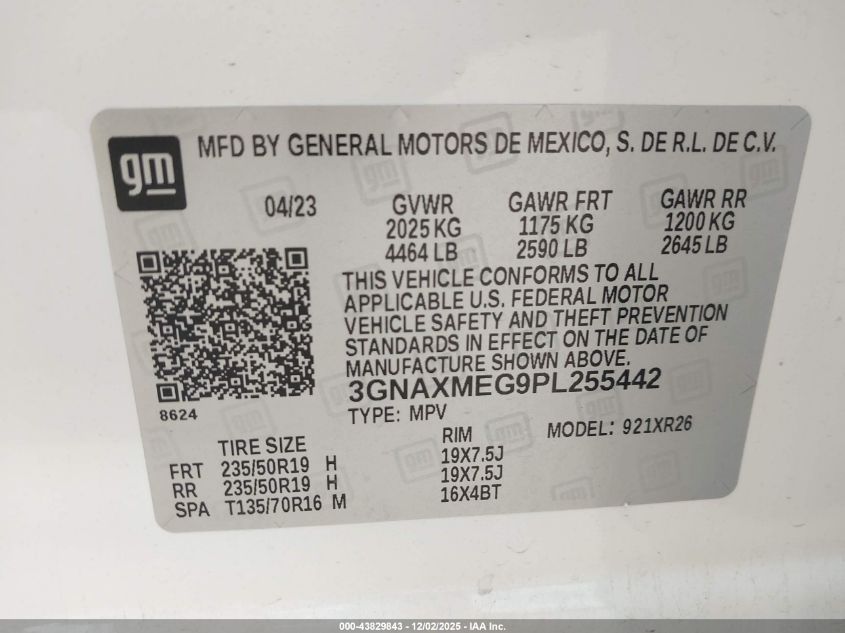 gm
MFD BY GENERAL MOTORS DE MEXICO, S. DE R.L. DE C.V.
04/23 GVWR GAWR FRT GAWR RR
2025 KG 1175 KG 1200 KG
4464 LB 2590 LB 2645 LB
THIS VEHICLE CONFORMS TO ALL
APPLICABLE U.S. FEDERAL MOTOR
VEHICLE SAFETY AND THEFT PREVENTION
STANDARDS IN EFFECT ON THE DATE OF
MANUFACTURE SHOWN ABOVE.
3GNAXMEG9PL255442
8624
TYPE: MPV MODEL: 921XR26
TIRE SIZE RIM
FRT 235/50R19 H 19X7.5J
RR 235/50R19 H 19X7.5J
SPA T135/70R16 M 16X4BT
000-43829843 - 12/02/2025 - IAA Inc.